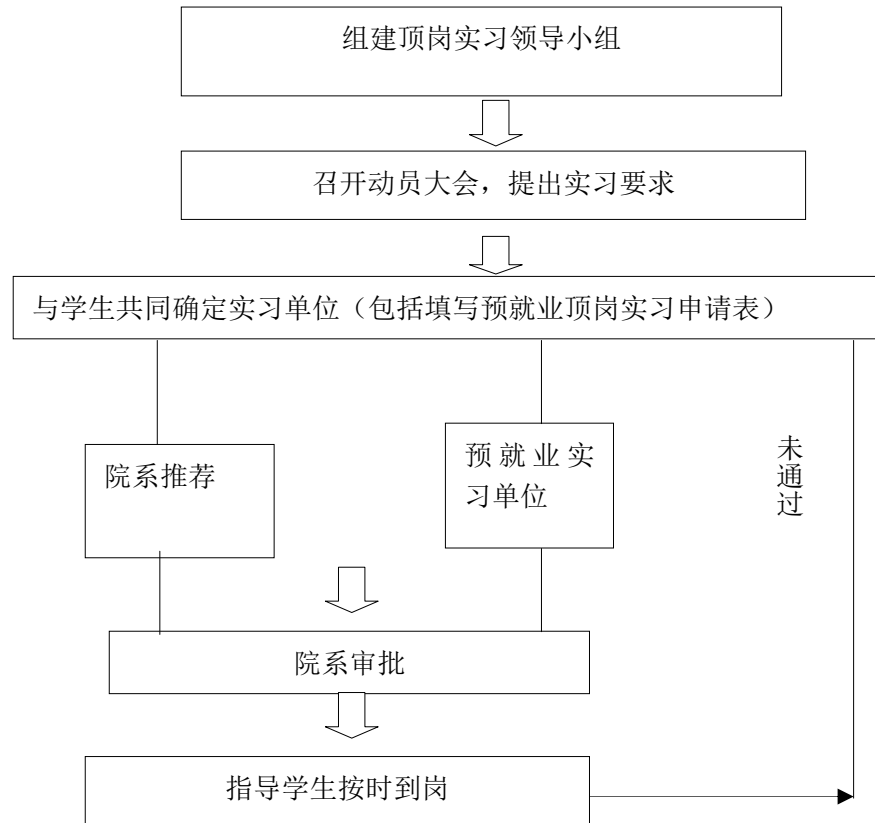 组建顶岗实习领导小组
召开动员大会，提出实习要求
与学生共同确定实习单位（包括填写预就业顶岗实习申请表）
院系推荐
预就业实
习单位
未通过
院系审批
指导学生按时到岗